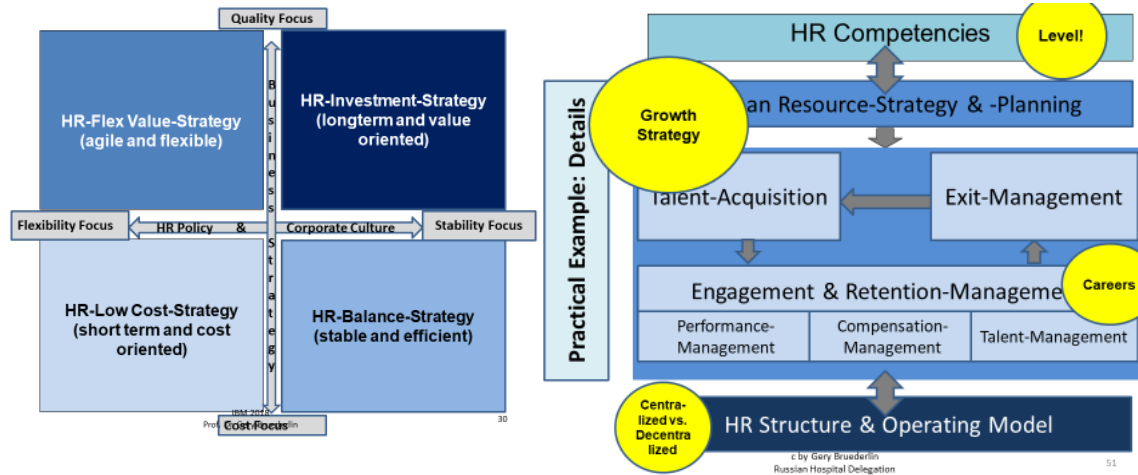 Quality Focus
HR-Flex Value-Strategy
(agile and flexible)
HR-Investment-Strategy
(longterm and value
oriented)
Business Strategy
Flexibility Focus
HR Policy & Corporate Culture
Stability Focus
HR-Low Cost-Strategy
(short term and cost
oriented)
HR-Balance-Strategy
(stable and efficient)
IBM 2018
Prof.
Cost Focus
30
Practical Example: Details
HR Competencies
Level!
Growth
Strategy
Resource-Strategy & -Planning
Talent-Acquisition
Exit-Management
Engagement & Retention-Manageme
Careers
Performance-
Management
Compensation-
Management
Talent-Management
Centra-
lized vs.
Decentra
lized
HR Structure & Operating Model
c by Gery Bruederlin
Russian Hospital Delegation
51